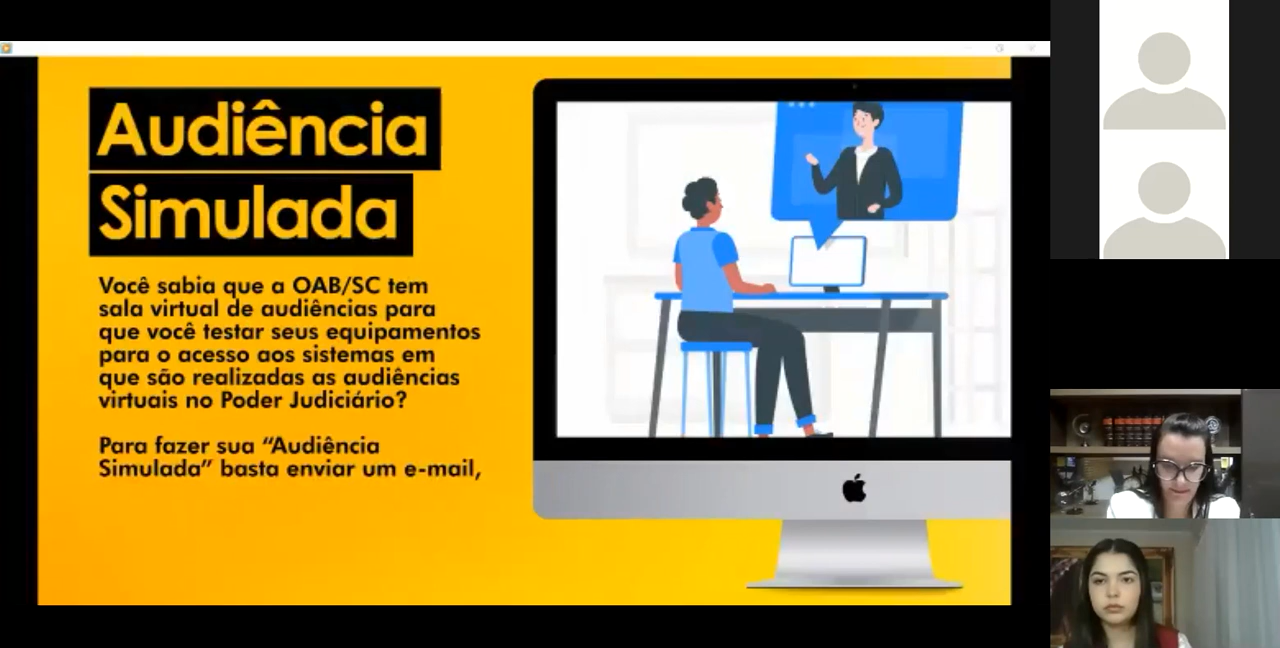 Audiência
Simulada
Você sabia que a OAB/SC tem
sala virtual de audiências para
que você testar seus equipamentos
para o acesso aos sistemas em
que são realizadas as audiências
virtuais no Poder Judiciário?
Para fazer sua “Audiência
Simulada” basta enviar um e-mail,